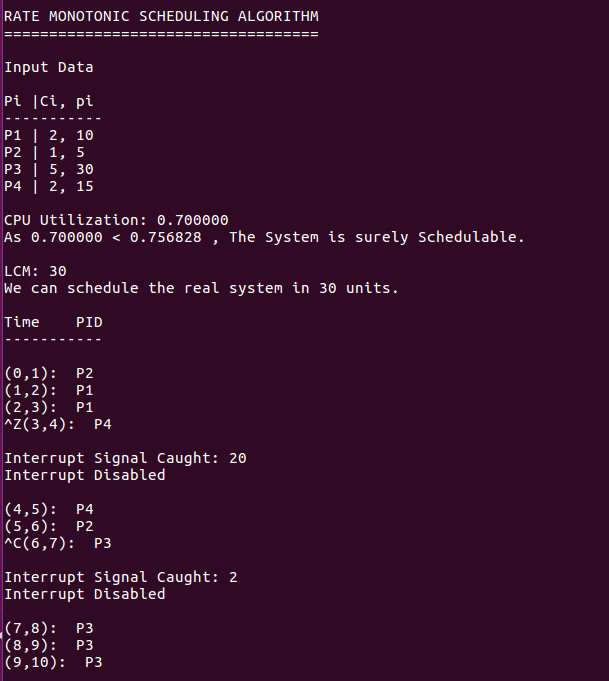 RATE MONOTONIC SCHEDULING ALGORITHM
===================================
Input Data
Pi |Ci, pi
-----------
P1 | 2, 10
P2 | 1, 5
P3 | 5, 30
P4 | 2, 15
CPU Utilization: 0.700000
As 0.700000 < 0.756828 , The System is surely Schedulable.
LCM: 30
We can schedule the real system in 30 units.
Time    PID
-----------
(0,1):  P2
(1,2):  P1
(2,3):  P1
^Z(3,4):  P4
Interrupt Signal Caught: 20
Interrupt Disabled
(4,5):  P4
(5,6):  P2
^C(6,7):  P3
Interrupt Signal Caught: 2
Interrupt Disabled
(7,8):  P3
(8,9):  P3
(9,10):  P3